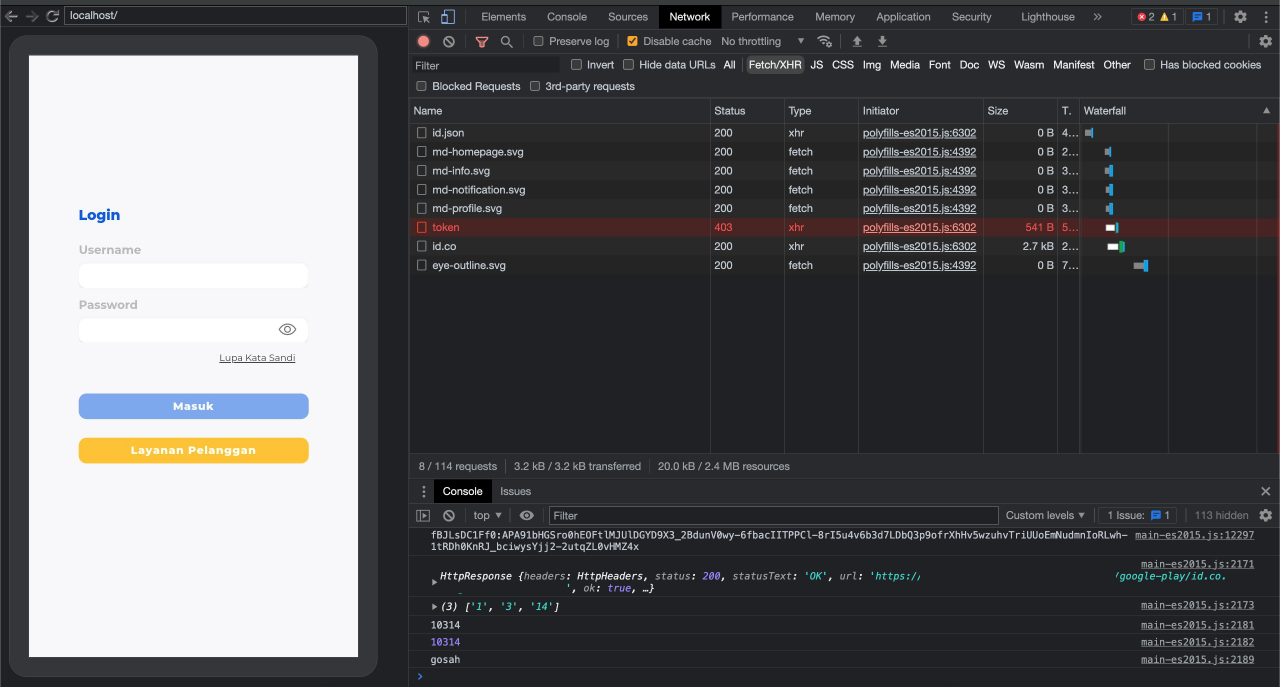 localhost/
Elements Console Sources Network Performance Memory Application Security Lighthouse » 2 1 1
Preserve log Disable cache No throttling
Filter Invert Hide data URLs All Fetch/XHR JS CSS Img Media Font Doc WS Wasm Manifest Other Has blocked cookies
Blocked Requests 3rd-party requests
Name Status Type Initiator Size T. Waterfall
id.json 200 xhr polyfills-es2015.js:6302 0 B 4...
md-homepage.svg 200 fetch polyfills-es2015.js:4392 0 B 2...
md-info.svg 200 fetch polyfills-es2015.js:4392 0 B 3...
md-notification.svg 200 fetch polyfills-es2015.js:4392 0 B 3...
md-profile.svg 200 fetch polyfills-es2015.js:4392 0 B 3...
token 403 xhr polyfills-es2015.js:6302 541 B 5...
id.co 200 xhr polyfills-es2015.js:6302 2.7 kB 2...
eye-outline.svg 200 fetch polyfills-es2015.js:4392 0 B 7...
Login
Username
Password
Lupa Kata Sandi
Masuk
Layanan Pelanggan
8 / 114 requests 3.2 kB / 3.2 kB transferred 20.0 kB / 2.4 MB resources
Console Issues
top Filter Custom levels 1 Issue: 1 113 hidden
fBJLsDC1Ff0:APA91bHGSro0hEOFtlMJUlDGYD9X3_2BdunV0wy-6fbacIITPPCl-8rI5u4v6b3d7LDbQ3p9ofrXhHv5wzuhvTriUUoEmNudmnIoRLwh- main-es2015.js:12297
1tRDh0KnRJ_bciwysYjj2-2utqZL0vHMZ4x
main-es2015.js:2171
HttpResponse {headers: HttpHeaders, status: 200, statusText: 'OK', url: 'https:/ /google-play/id.co.
', ok: true, …}
(3) ['1', '3', '14'] main-es2015.js:2173
10314 main-es2015.js:2181
10314 main-es2015.js:2182
gosah main-es2015.js:2189